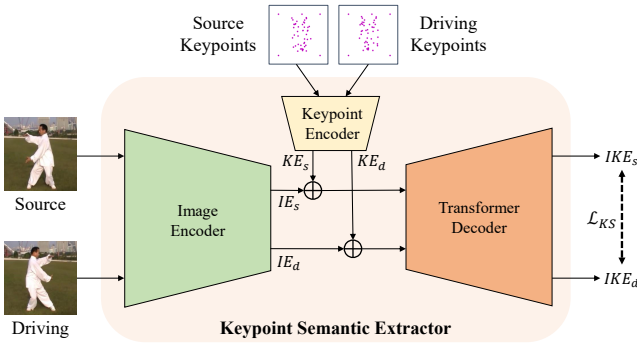 Source
Keypoints
Driving
Keypoints
Keypoint
Encoder
KE_s
KE_d
IE_s
IE_d
Image
Encoder
Transformer
Decoder
Source
Driving
IKE_s
ℒ_KS
IKE_d
Keypoint Semantic Extractor